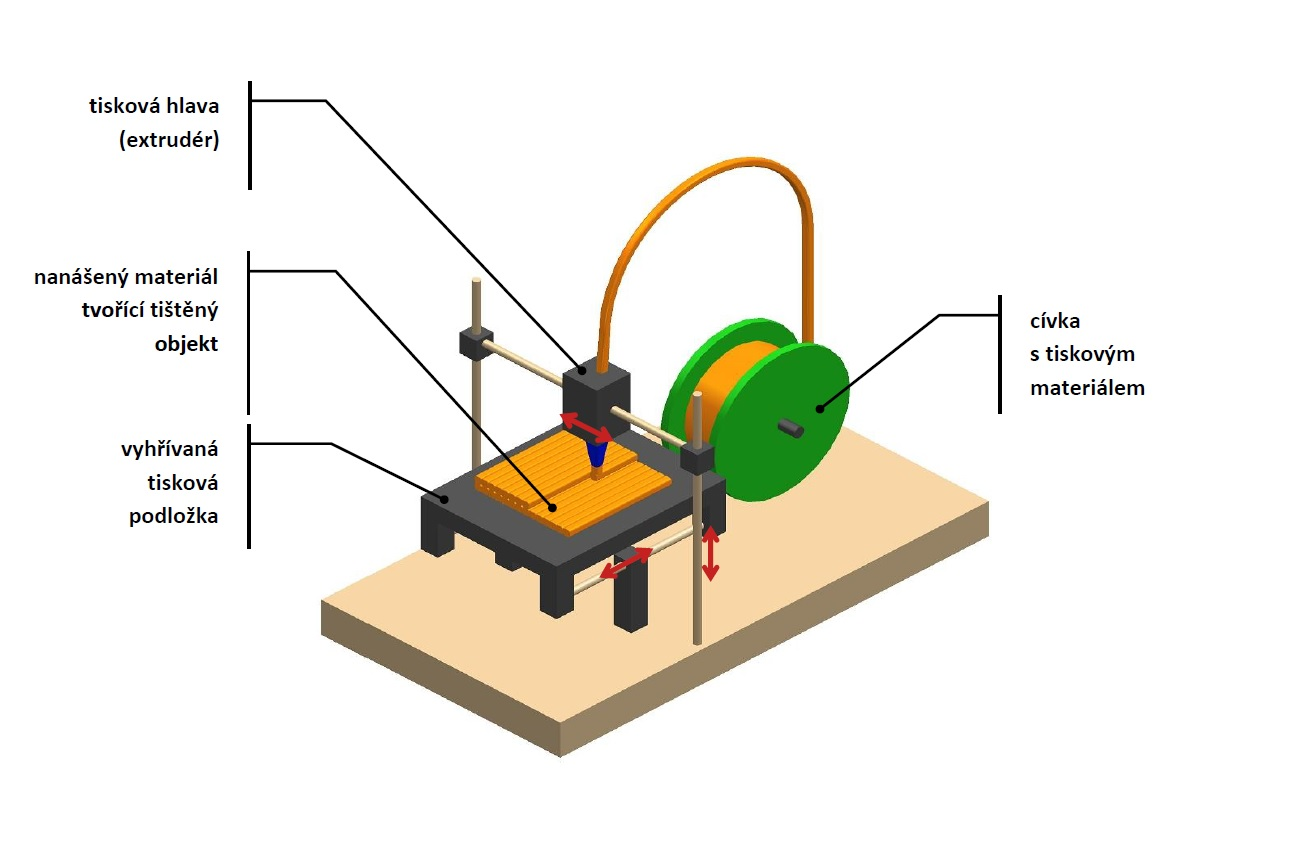 tisková hlava
(extrudér)
nanášený materiál
tvořící tištěný
objekt
vyhřívaná
tisková
podložka
cívka
s tiskovým
materiálem